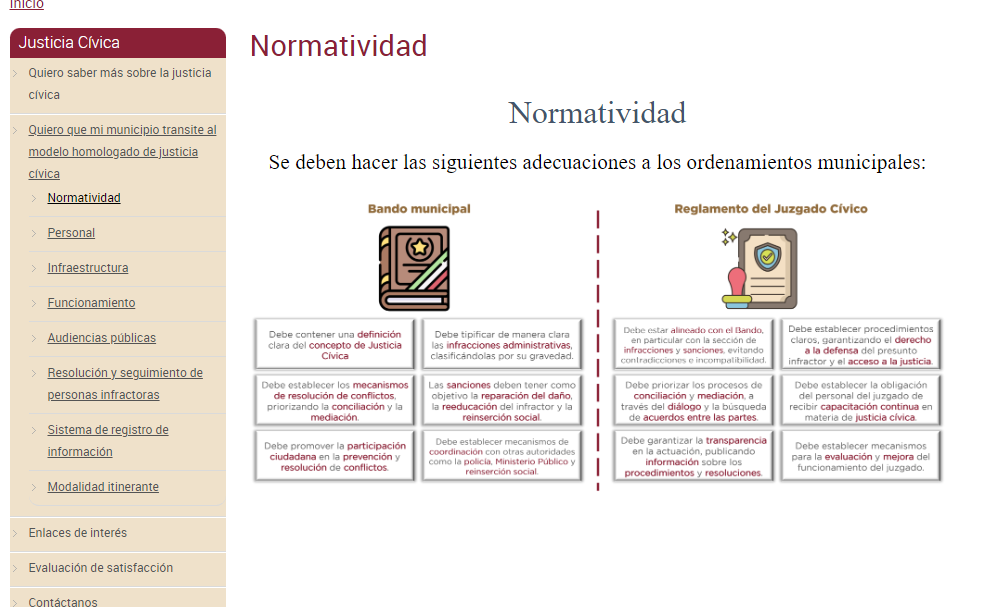 Inicio
Justicia Cívica
Quiero saber más sobre la justicia
cívica
Quiero que mi municipio transite al
modelo homologado de justicia
cívica
Normatividad
Personal
Infraestructura
Funcionamiento
Audiencias públicas
Resolución y seguimiento de
personas infractoras
Sistema de registro de
información
Modalidad itinerante
Enlaces de interés
Evaluación de satisfacción
Contáctanos
Normatividad
Normatividad
Se deben hacer las siguientes adecuaciones a los ordenamientos municipales:
Bando municipal
Debe contener una definición
clara del concepto de Justicia
Cívica
Debe tipificar de manera clara
las infracciones administrativas,
clasificándolas por su gravedad.
Debe establecer los mecanismos
de resolución de conflictos,
priorizando la conciliación y la
mediación.
Las sanciones deben tener como
objetivo la reparación del daño,
la reeducación del infractor y la
reinserción social.
Debe promover la participación
ciudadana en la prevención y
resolución de conflictos.
Debe establecer mecanismos de
coordinación con otras autoridades
como la policía, Ministerio Público y
reinserción social.
Reglamento del Juzgado Cívico
Debe estar alineado con el Bando,
en particular con la sección de
infracciones y sanciones, evitando
contradicciones e incompatibilidad.
Debe establecer procedimientos
claros, garantizando el derecho
a la defensa del presunto
infractor y el acceso a la justicia.
Debe priorizar los procesos de
conciliación y mediación, a
través del diálogo y la búsqueda
de acuerdos entre las partes.
Debe establecer la obligación
del personal del juzgado de
recibir capacitación continua en
materia de justicia cívica.
Debe garantizar la transparencia
en la actuación, publicando
información sobre los
procedimientos y resoluciones.
Debe establecer mecanismos
para la evaluación y mejora del
funcionamiento del juzgado.